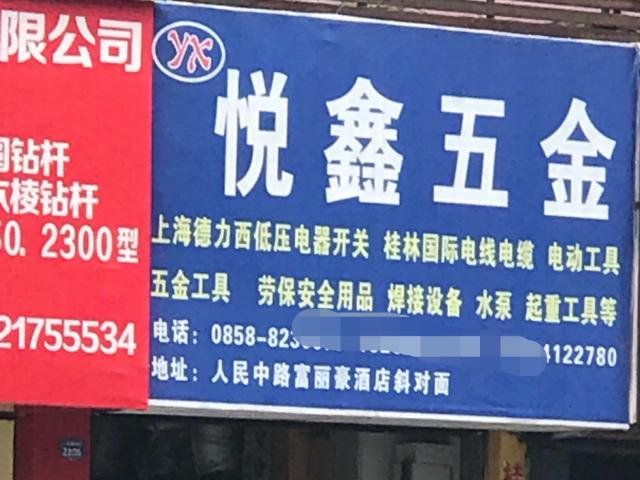 限公司
钻杆
棱钻杆
0. 2300型
21755534
YX
悦鑫五金
上海德力西低压电器开关 桂林国际电线电缆 电动工具
五金工具 劳保安全用品 焊接设备 水泵 起重工具等
电话：0858-823 4122780
地址：人民中路富丽豪酒店斜对面